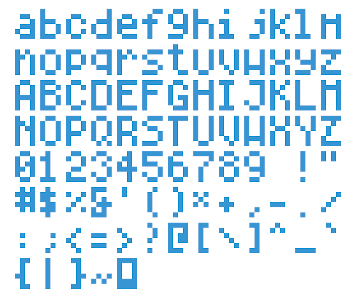 abcdefghijklm
nopqrstuvwxyz
ABCDEFGHIJKLM
NOPQRSTUVWXYZ
0123456789 !"
#$%&'()*+,-./
:;<=>?@[\]^_`
{|}~